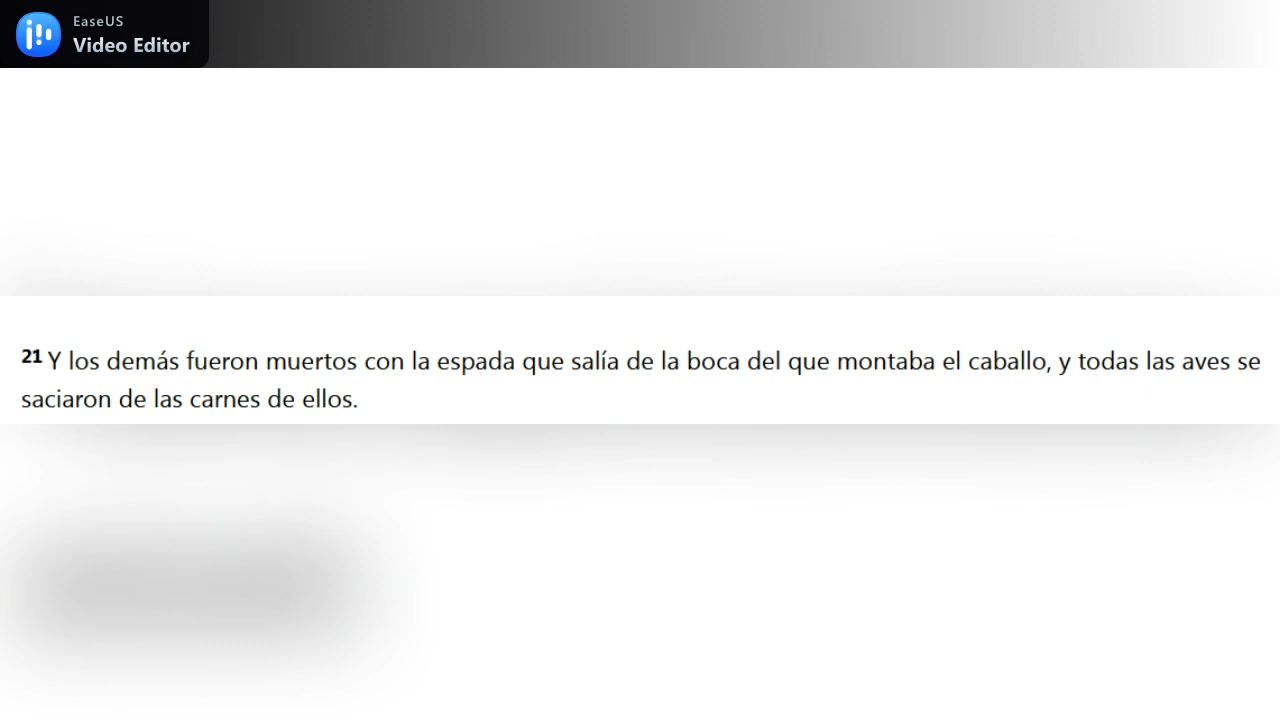 EaseUS
Video Editor
21 Y los demás fueron muertos con la espada que salía de la boca del que montaba el caballo, y todas las aves se
saciaron de las carnes de ellos.